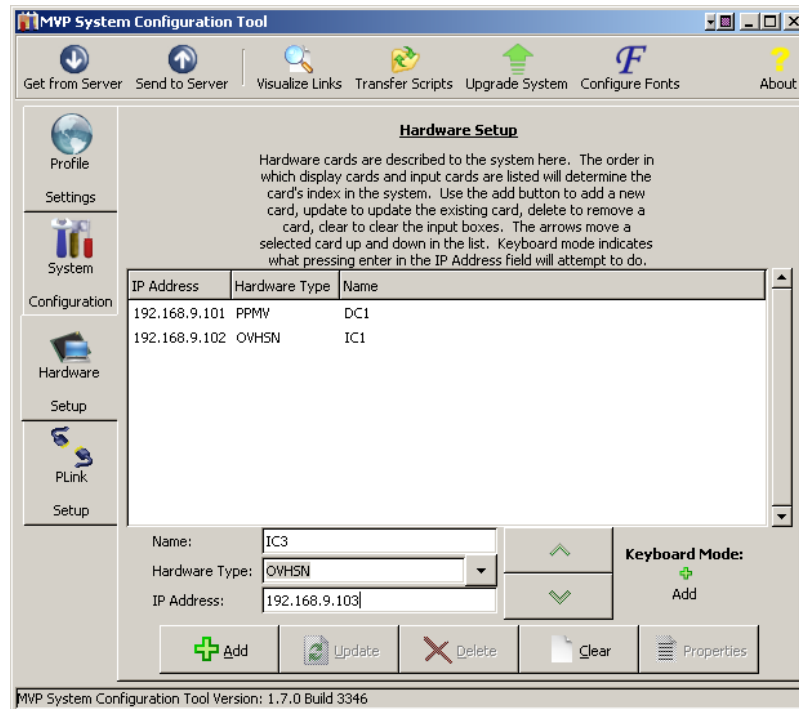 MVP System Configuration Tool
Get from Server Send to Server Visualize Links Transfer Scripts Upgrade System Configure Fonts About
Profile
Settings
System
Configuration
Hardware
Setup
PLink
Setup
Hardware Setup
Hardware cards are described to the system here. The order in
which display cards and input cards are listed will determine the
card's index in the system. Use the add button to add a new
card, update to update the existing card, delete to remove a
card, clear to clear the input boxes. The arrows move a
selected card up and down in the list. Keyboard mode indicates
what pressing enter in the IP Address field will attempt to do.
IP Address Hardware Type Name
192.168.9.101 PPMV DC1
192.168.9.102 OVHSN IC1
Name: IC3
Hardware Type: OVHSN
IP Address: 192.168.9.103
Keyboard Mode:
Add
Add Update Delete Clear Properties
MVP System Configuration Tool Version: 1.7.0 Build 3346